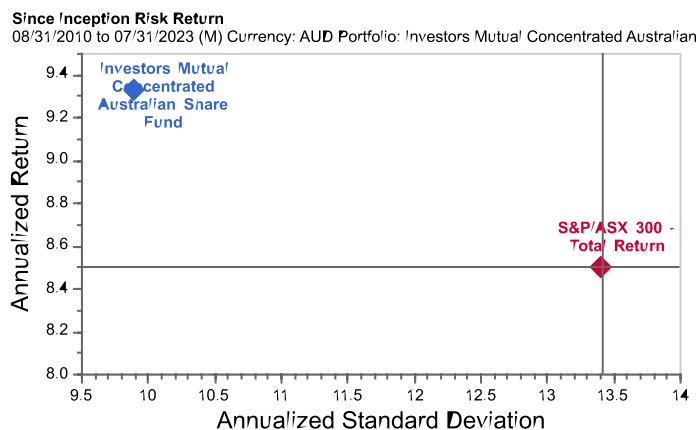 Since Inception Risk Return
08/31/2010 to 07/31/2023 (M) Currency: AUD Portfolio: Investors Mutual Concentrated Australian
9.4
Investors Mutual
Concentrated
Australian Share
Fund
9.2
9.0
8.8
S&P/ASX 300 -
Total Return
8.6
8.4
8.2
8.0
Annualized Return
9.5 10 10.5 11 11.5 12 12.5 13 13.5 14
Annualized Standard Deviation